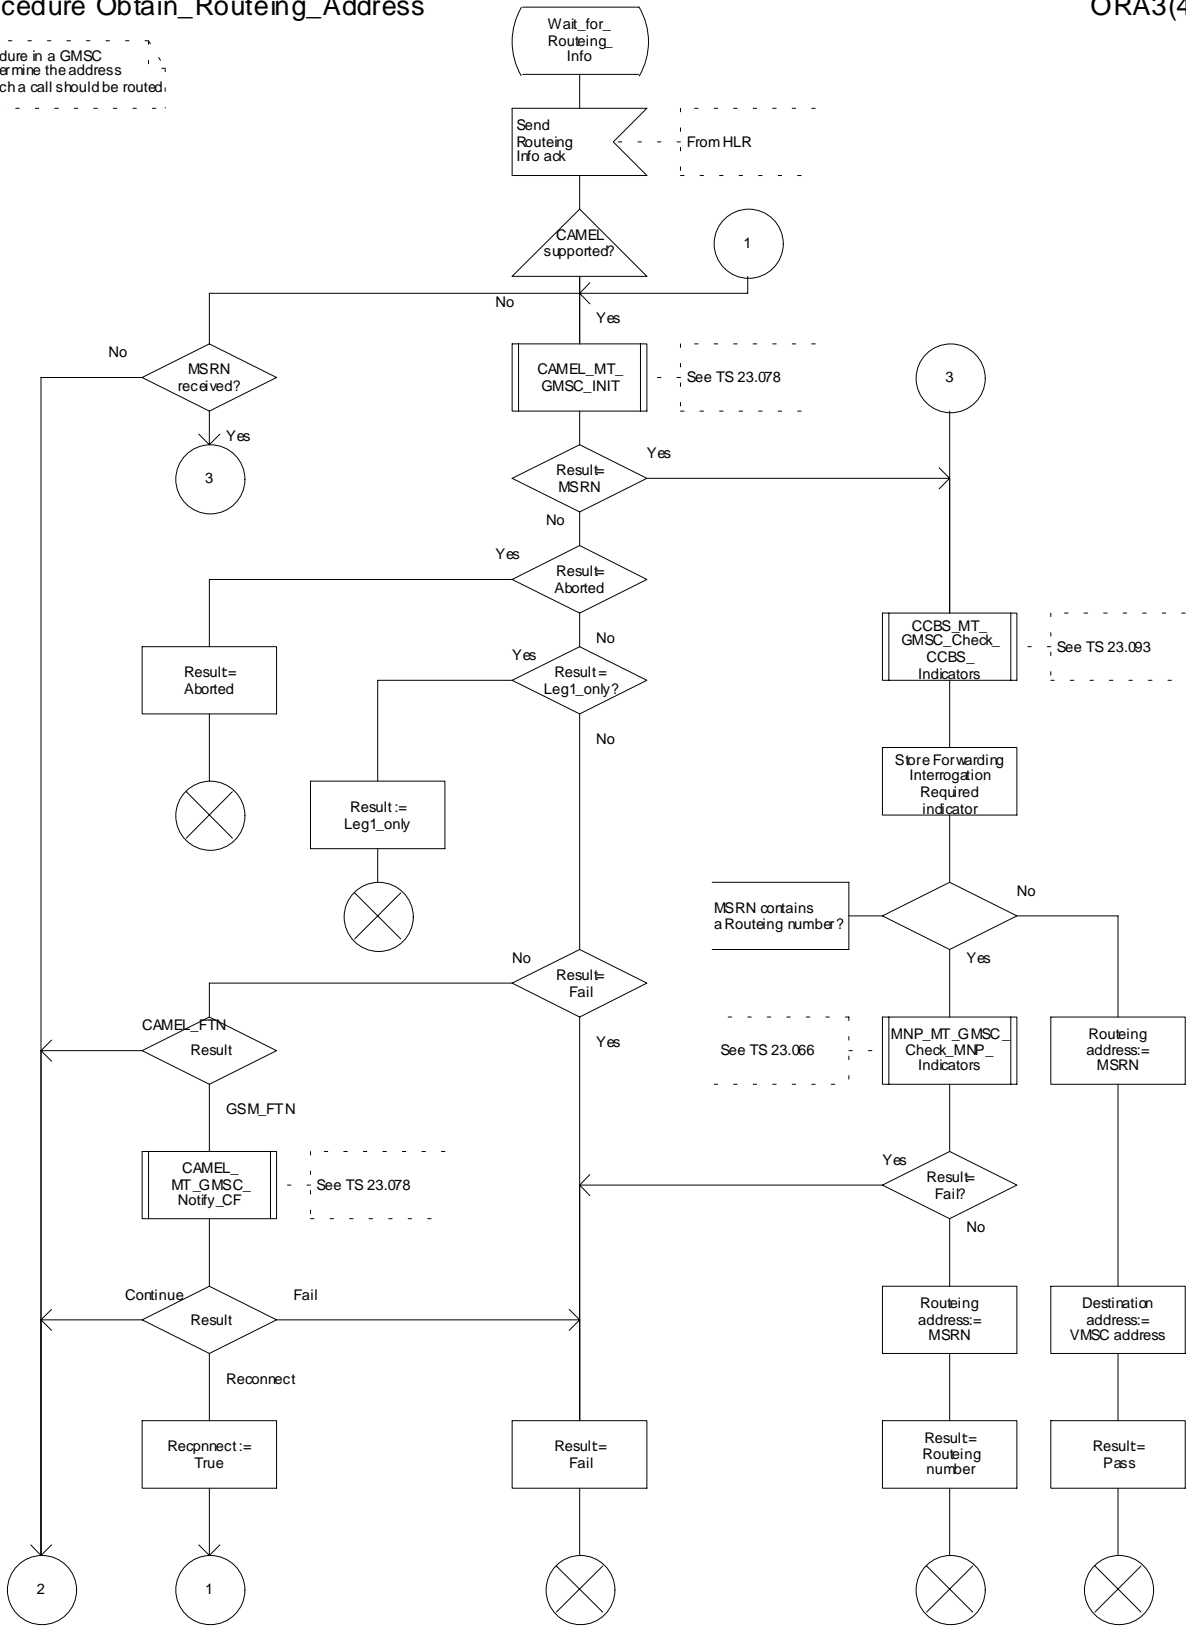 cedure Obtain_Routeing_Address
ORA3(4
dure in a GMSC
ermine the address
ch a call should be routed
Wait_for_
Routeing_
Info
Send
Routeing
Info ack
From HLR
CAMEL
supported?
1
No
Yes
No
MSRN
received?
CAMEL_MT_
GMSC_INIT
See TS 23.078
3
Yes
3
Result=
MSRN
Yes
No
Yes
Result=
Aborted
No
CCBS_MT_
GMSC_Check_
CCBS_
Indicators
See TS 23.093
Result=
Aborted
Yes
Result =
Leg1_only?
No
Store Forwarding
Interrogation
Required
indicator
Result :=
Leg1_only
MSRN contains
a Routeing number?
No
Yes
No
Result=
Fail
Yes
CAMEL_FTN
Result
See TS 23.066
MNP_MT_GMSC_
Check_MNP_
Indicators
Routeing
address:=
MSRN
GSM_FTN
CAMEL_
MT_GMSC_
Notify_CF
See TS 23.078
Yes
Result=
Fail?
No
Continue
Result
Fail
Routeing
address:=
MSRN
Destination
address:=
VMSC address
Reconnect
Recpnnect :=
True
Result=
Fail
Result=
Routeing
number
Result=
Pass
2
1